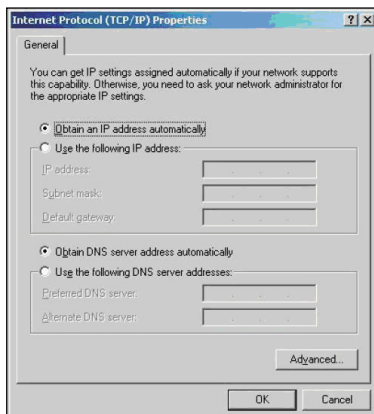 Internet Protocol (TCP/IP) Properties
General
You can get IP settings assigned automatically if your network supports
this capability. Otherwise, you need to ask your network administrator for
the appropriate IP settings.
Obtain an IP address automatically
Use the following IP address:
IP address:
Subnet mask:
Default gateway:
Obtain DNS server address automatically
Use the following DNS server addresses:
Preferred DNS server:
Alternate DNS server:
Advanced...
OK Cancel